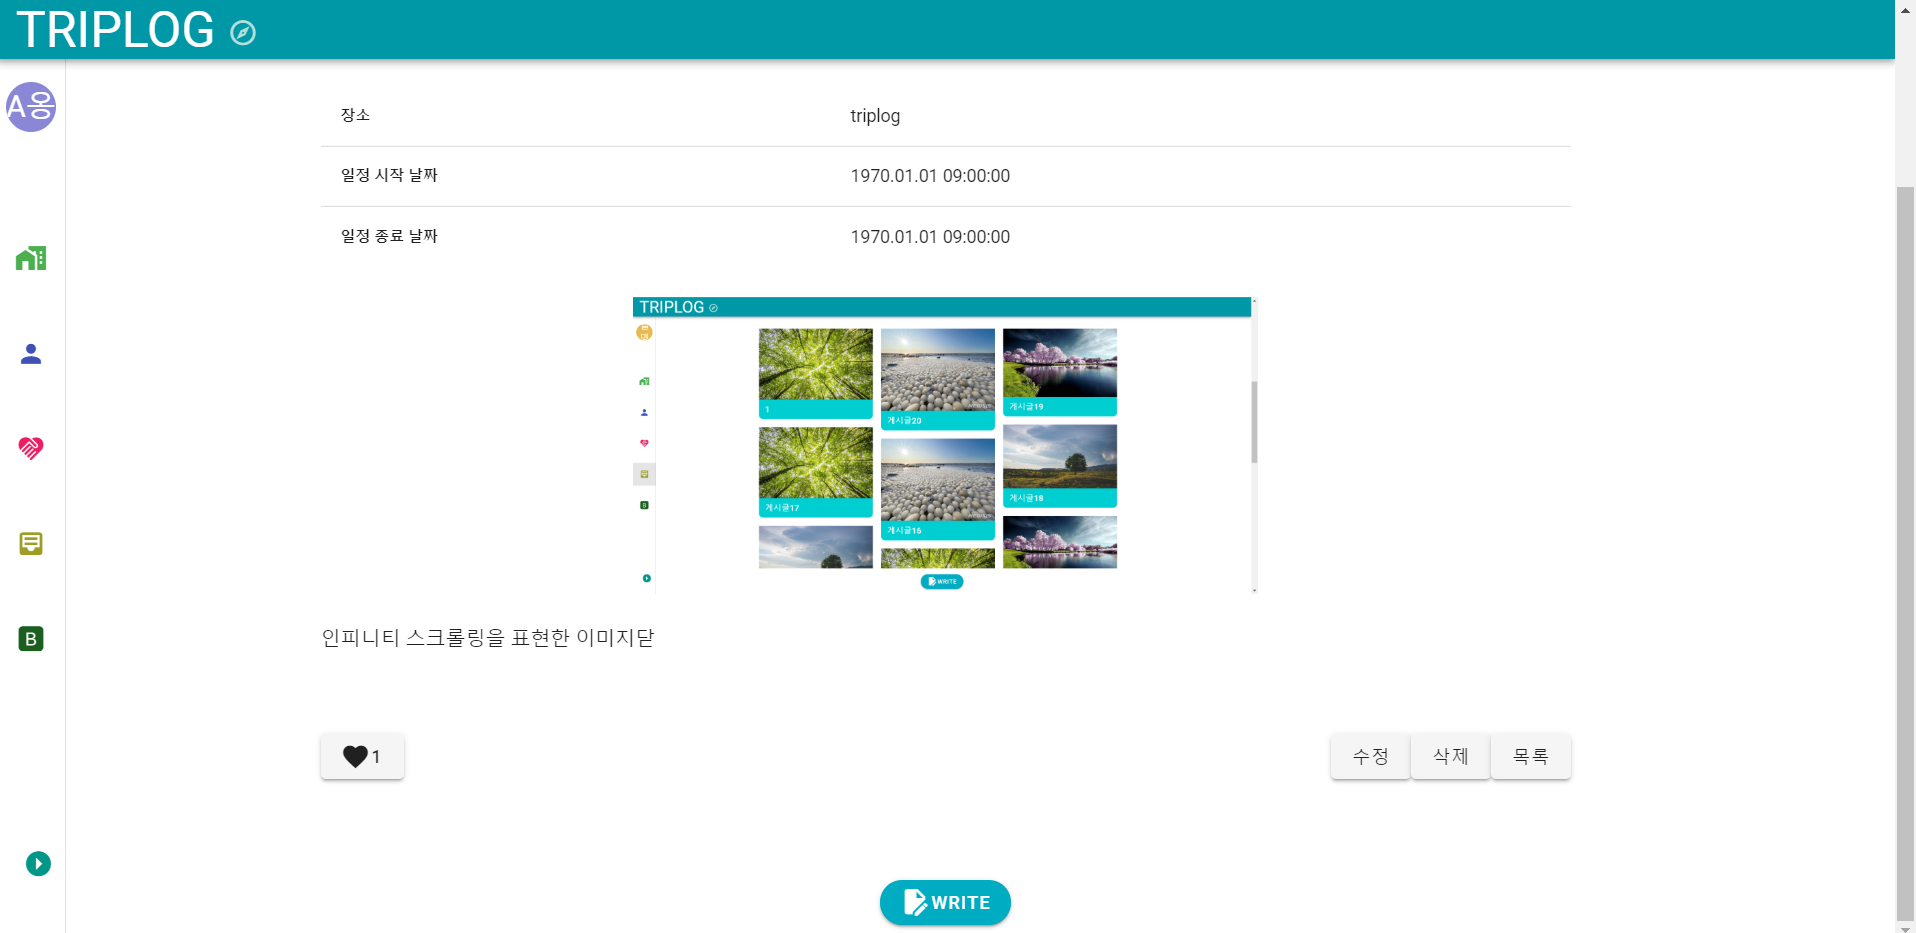 TRIPLOG
A옹
장소 triplog
일정 시작 날짜 1970.01.01 09:00:00
일정 종료 날짜 1970.01.01 09:00:00
TRIPLOG
1
게시글20
게시글19
게시글17
게시글16
게시글18
WRITE
인피니티 스크롤링을 표현한 이미지닫
B
1
수정 삭제 목록
WRITE